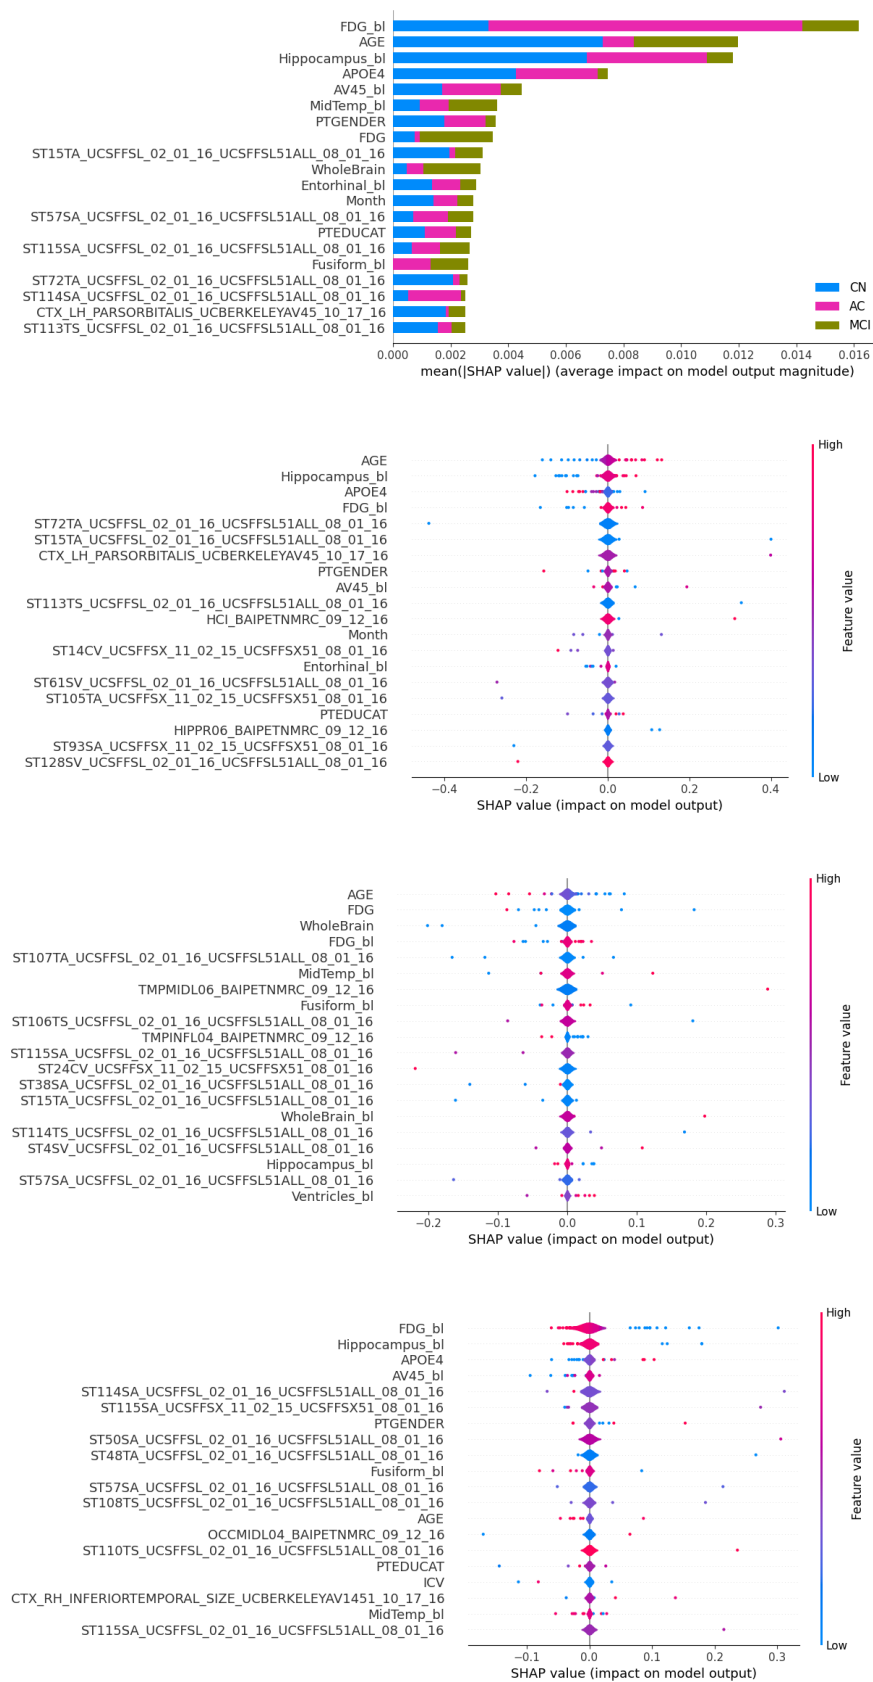 FDG_bl
AGE
Hippocampus_bl
APOE4
AV45_bl
MidTemp_bl
PTGENDER
FDG
ST15TA_UCSFFSL_02_01_16_UCSFFSL51ALL_08_01_16
WholeBrain
Entorhinal_bl
Month
ST57SA_UCSFFSL_02_01_16_UCSFFSL51ALL_08_01_16
PTEDUCAT
ST115SA_UCSFFSL_02_01_16_UCSFFSL51ALL_08_01_16
Fusiform_bl
ST72TA_UCSFFSL_02_01_16_UCSFFSL51ALL_08_01_16
ST114SA_UCSFFSL_02_01_16_UCSFFSL51ALL_08_01_16
CTX_LH_PARSORBITALIS_UCBERKELEYAV45_10_17_16
ST113TS_UCSFFSL_02_01_16_UCSFFSL51ALL_08_01_16
CN
AC
MCI
0.000 0.002 0.004 0.006 0.008 0.010 0.012 0.014 0.016
mean(|SHAP value|) (average impact on model output magnitude)
High
AGE
Hippocampus_bl
APOE4
FDG_bl
ST72TA_UCSFFSL_02_01_16_UCSFFSL51ALL_08_01_16
ST15TA_UCSFFSL_02_01_16_UCSFFSL51ALL_08_01_16
CTX_LH_PARSORBITALIS_UCBERKELEYAV45_10_17_16
PTGENDER
AV45_bl
ST113TS_UCSFFSL_02_01_16_UCSFFSL51ALL_08_01_16
HCI_BAIPETNMRC_09_12_16
Month
ST14CV_UCSFFSX_11_02_15_UCSFFSX51_08_01_16
Entorhinal_bl
ST61SV_UCSFFSL_02_01_16_UCSFFSL51ALL_08_01_16
ST105TA_UCSFFSX_11_02_15_UCSFFSX51_08_01_16
PTEDUCAT
HIPPR06_BAIPETNMRC_09_12_16
ST93SA_UCSFFSX_11_02_15_UCSFFSX51_08_01_16
ST128SV_UCSFFSL_02_01_16_UCSFFSL51ALL_08_01_16
Feature value
Low
−0.4 −0.2 0.0 0.2 0.4
SHAP value (impact on model output)
High
AGE
FDG
WholeBrain
FDG_bl
ST107TA_UCSFFSL_02_01_16_UCSFFSL51ALL_08_01_16
MidTemp_bl
TMPMIDL06_BAIPETNMRC_09_12_16
Fusiform_bl
ST106TS_UCSFFSL_02_01_16_UCSFFSL51ALL_08_01_16
TMPINFL04_BAIPETNMRC_09_12_16
ST115SA_UCSFFSL_02_01_16_UCSFFSL51ALL_08_01_16
ST24CV_UCSFFSX_11_02_15_UCSFFSX51_08_01_16
ST38SA_UCSFFSL_02_01_16_UCSFFSL51ALL_08_01_16
ST15TA_UCSFFSL_02_01_16_UCSFFSL51ALL_08_01_16
WholeBrain_bl
ST114TS_UCSFFSL_02_01_16_UCSFFSL51ALL_08_01_16
ST4SV_UCSFFSL_02_01_16_UCSFFSL51ALL_08_01_16
Hippocampus_bl
ST57SA_UCSFFSL_02_01_16_UCSFFSL51ALL_08_01_16
Ventricles_bl
Feature value
Low
−0.2 −0.1 0.0 0.1 0.2 0.3
SHAP value (impact on model output)
High
FDG_bl
Hippocampus_bl
APOE4
AV45_bl
ST114SA_UCSFFSL_02_01_16_UCSFFSL51ALL_08_01_16
ST115SA_UCSFFSX_11_02_15_UCSFFSX51_08_01_16
PTGENDER
ST50SA_UCSFFSL_02_01_16_UCSFFSL51ALL_08_01_16
ST48TA_UCSFFSL_02_01_16_UCSFFSL51ALL_08_01_16
Fusiform_bl
ST57SA_UCSFFSL_02_01_16_UCSFFSL51ALL_08_01_16
ST108TS_UCSFFSL_02_01_16_UCSFFSL51ALL_08_01_16
AGE
OCCMIDL04_BAIPETNMRC_09_12_16
ST110TS_UCSFFSL_02_01_16_UCSFFSL51ALL_08_01_16
PTEDUCAT
ICV
CTX_RH_INFERIORTEMPORAL_SIZE_UCBERKELEYAV1451_10_17_16
MidTemp_bl
ST115SA_UCSFFSL_02_01_16_UCSFFSL51ALL_08_01_16
Feature value
Low
−0.1 0.0 0.1 0.2 0.3
SHAP value (impact on model output)